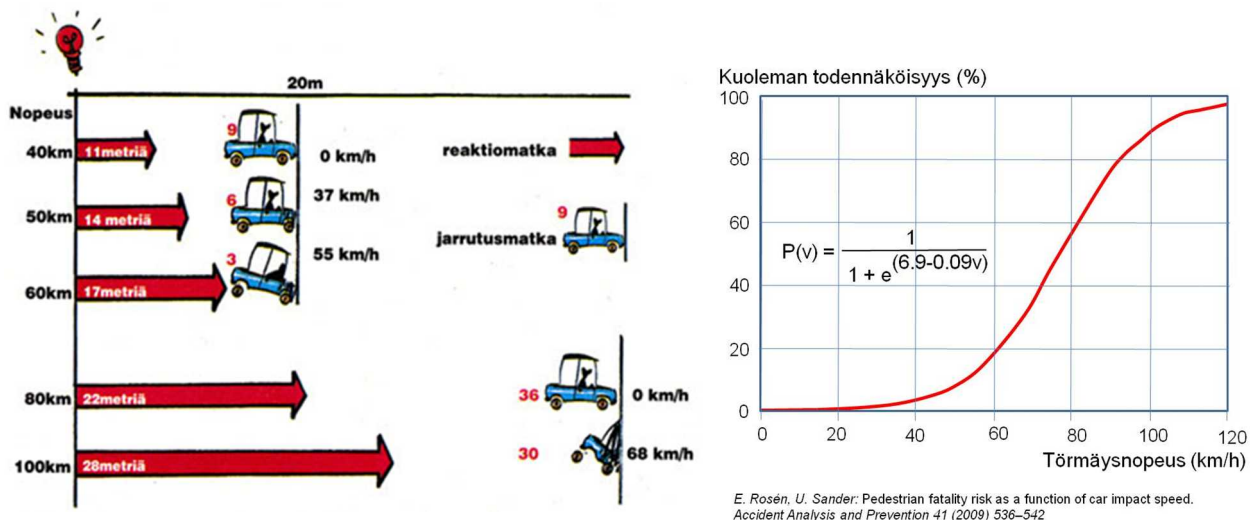 20m
Nopeus
40km 11metriä 9 0 km/h
50km 14 metriä 6 37 km/h
60km 17metriä 3 55 km/h
80km 22metriä 36 0 km/h
100km 28metriä 30 68 km/h
reaktiomatka
jarrutusmatka 9
Kuoleman todennäköisyys (%)
100
80
60
40
20
0
P(v) = 1 / 1 + e^(6.9-0.09v)
0 20 40 60 80 100 120
Törmäysnopeus (km/h)
E. Rosén, U. Sander: Pedestrian fatality risk as a function of car impact speed.
Accident Analysis and Prevention 41 (2009) 536–542